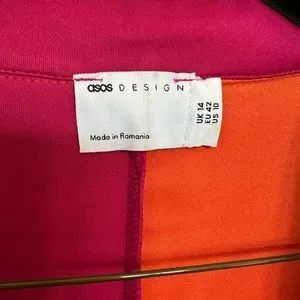 asos DESIGN
Made in Romania
UK 14
EU 42
US 10